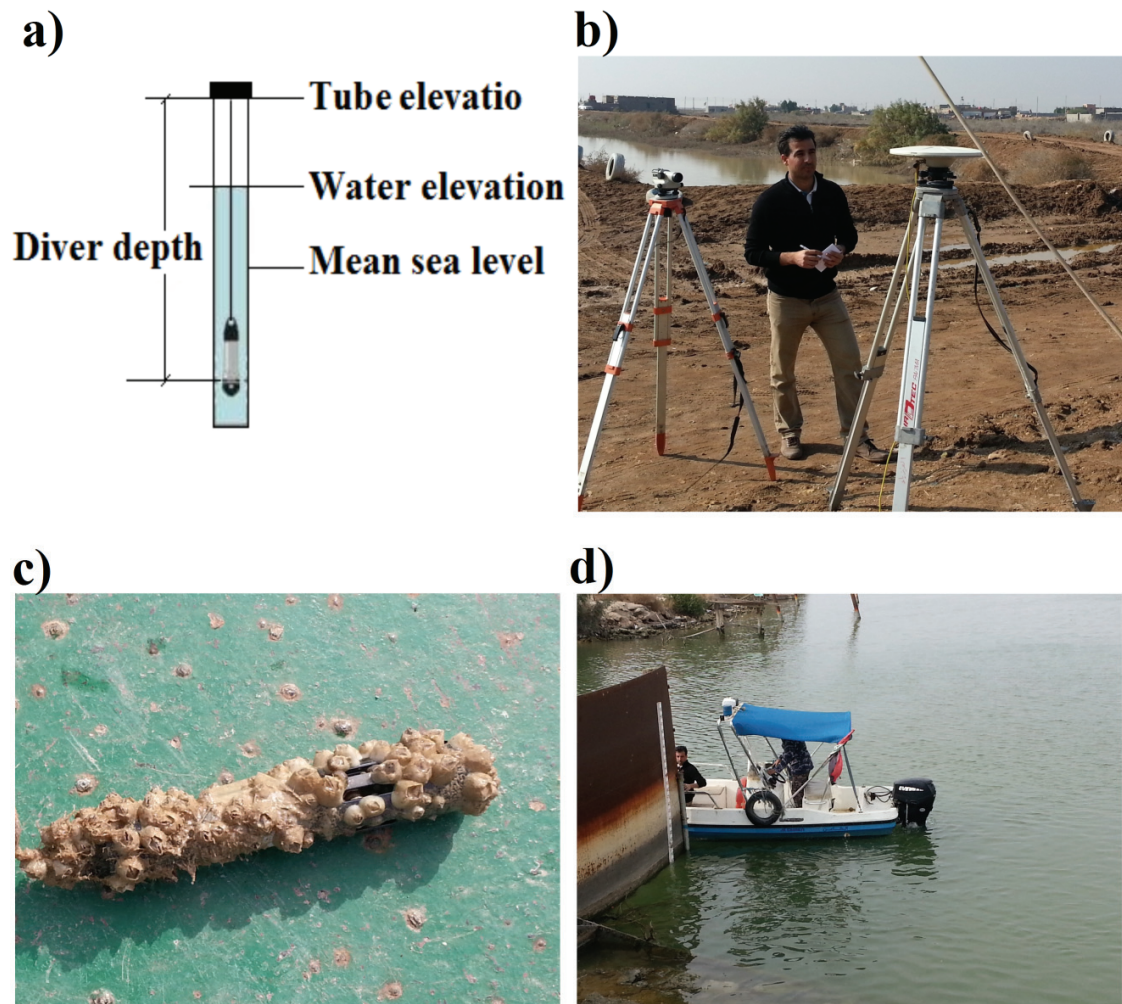 a)
Tube elevatio
Water elevation
Diver depth
Mean sea level
b)
c)
d)